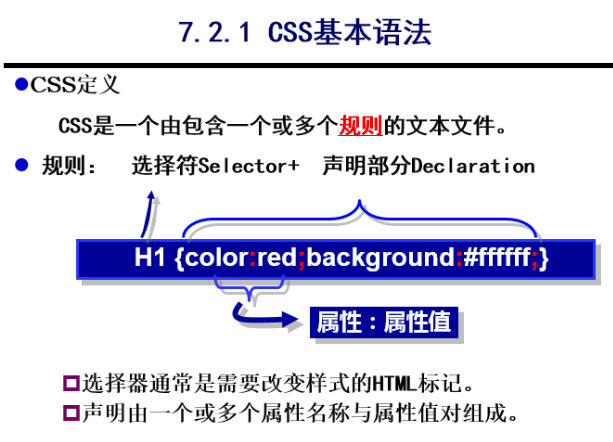 7.2.1 CSS基本语法
●CSS定义
CSS是一个由包含一个或多个规则的文本文件。
● 规则： 选择符Selector+ 声明部分Declaration
H1 {color:red;background:#ffffff;}
属性：属性值
选择器通常是需要改变样式的HTML标记。
声明由一个或多个属性名称与属性值对组成。